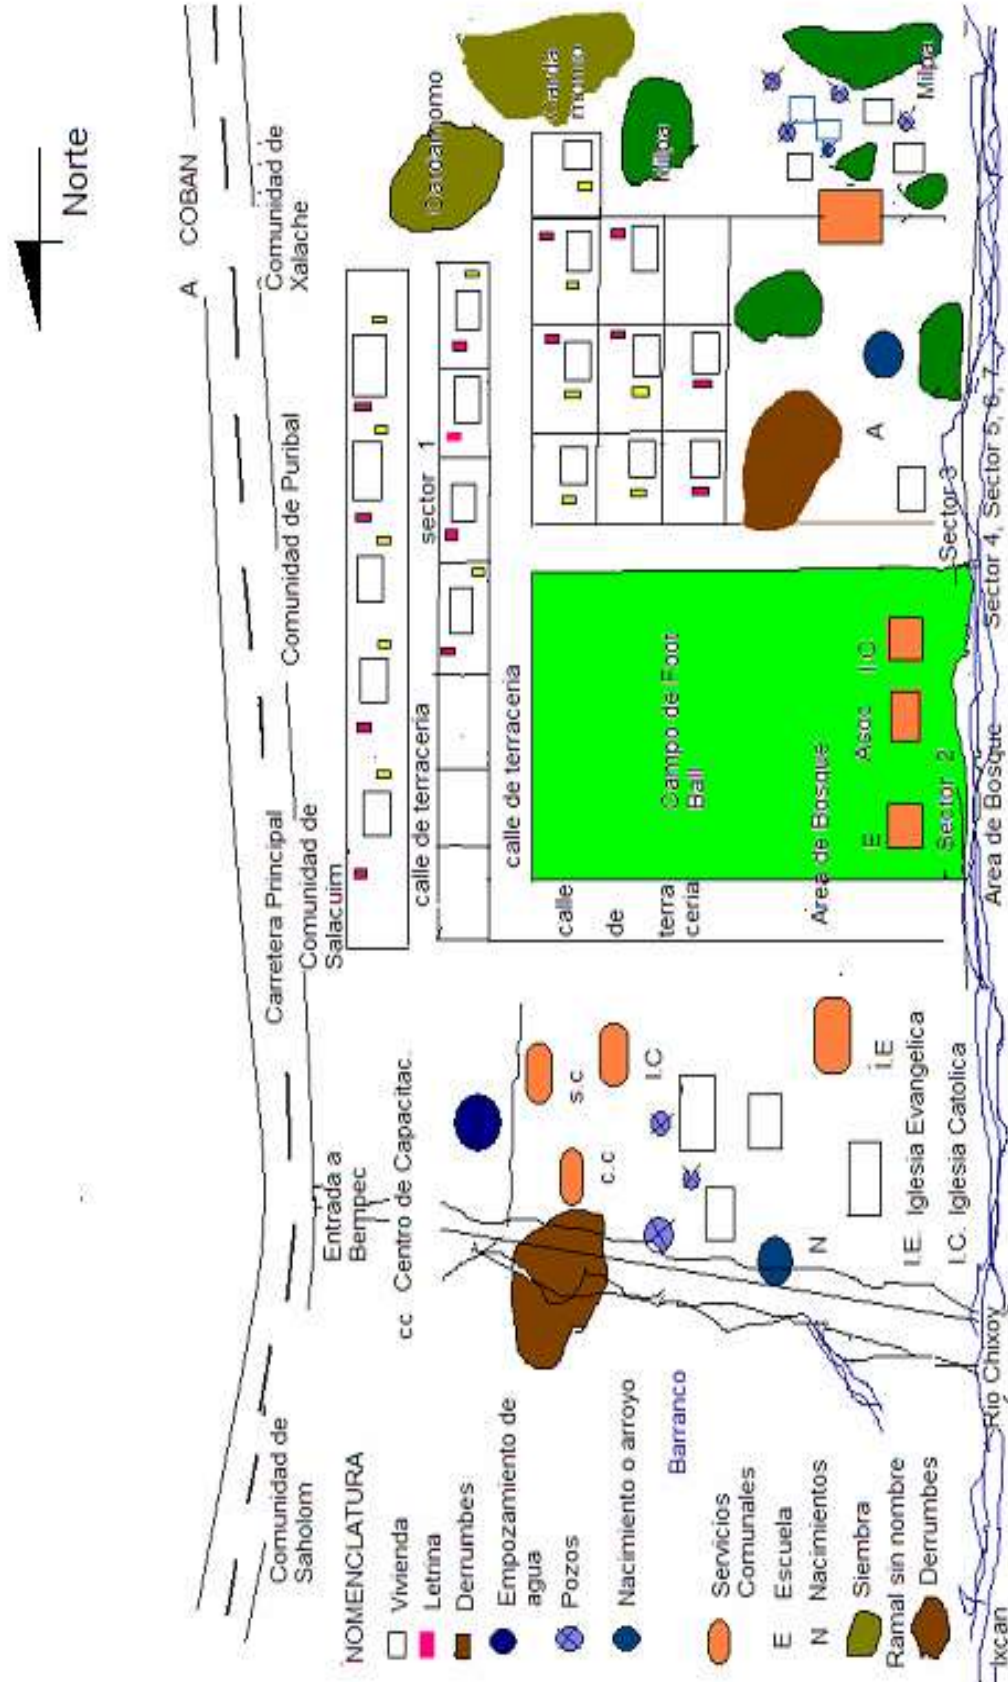 Norte
A COBAN
Comunidad de
Xalache
Comunidad de Puribal
Carretera Principal
Comunidad de
Salacuim
Entrada a
Bempec
Comunidad de
Saholom
cc Centro de Capacitac.
calle de terraceria
sector 1
calle de terraceria
Milpa
Milpa
calle
de
terra
ceria
Campo de Foot
Ball
Área de Bosque
E
Asoc
I.C
Sector 2
Sector 3
A
s.c
c.c
I.C
I.E
N
I.E. Iglesia Evangelica
I.C. Iglesia Catolica
Area de Bosque
Sector 4, Sector 5, 6, 7
Rio Chixoy
Ixcan
NOMENCLATURA
Vivienda
Letrina
Derrumbes
Empozamiento de
agua
Pozos
Nacimiento o arroyo
Barranco
Servicios
Comunales
E Escuela
N Nacimientos
Siembra
Ramal sin nombre
Derrumbes